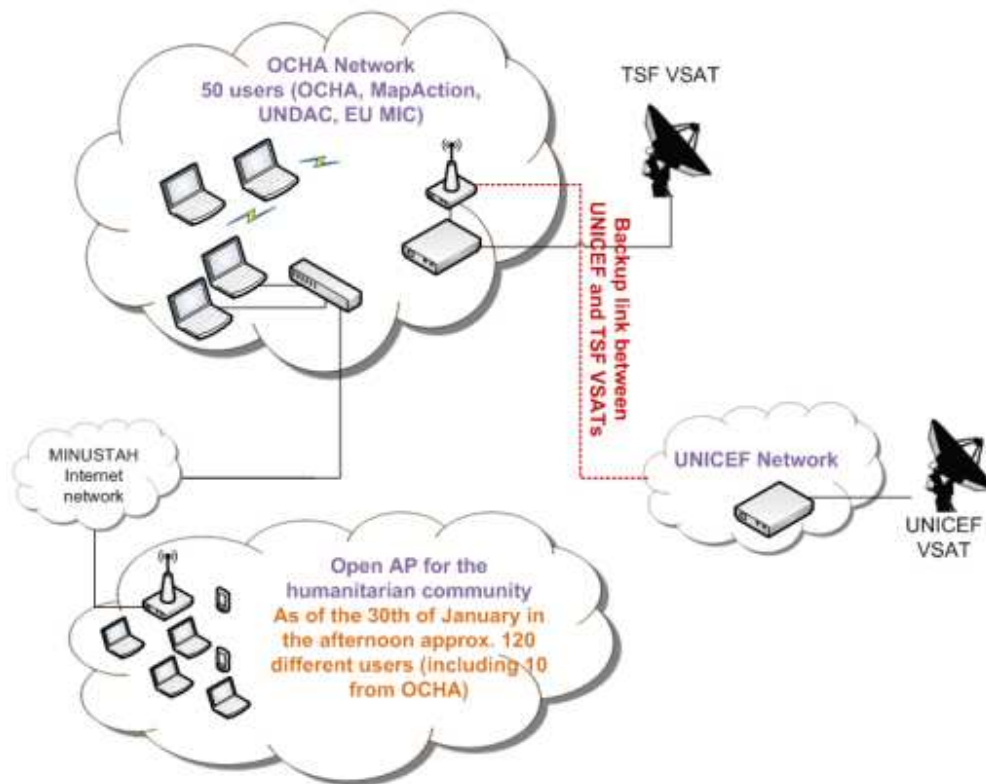 OCHA Network
50 users (OCHA, MapAction,
UNDAC, EU MIC)
TSF VSAT
Backup link between
UNICEF and TSF VSATs
MINUSTAH
Internet
network
UNICEF Network
UNICEF
VSAT
Open AP for the
humanitarian community
As of the 30th of January in
the afternoon approx. 120
different users (including 10
from OCHA)